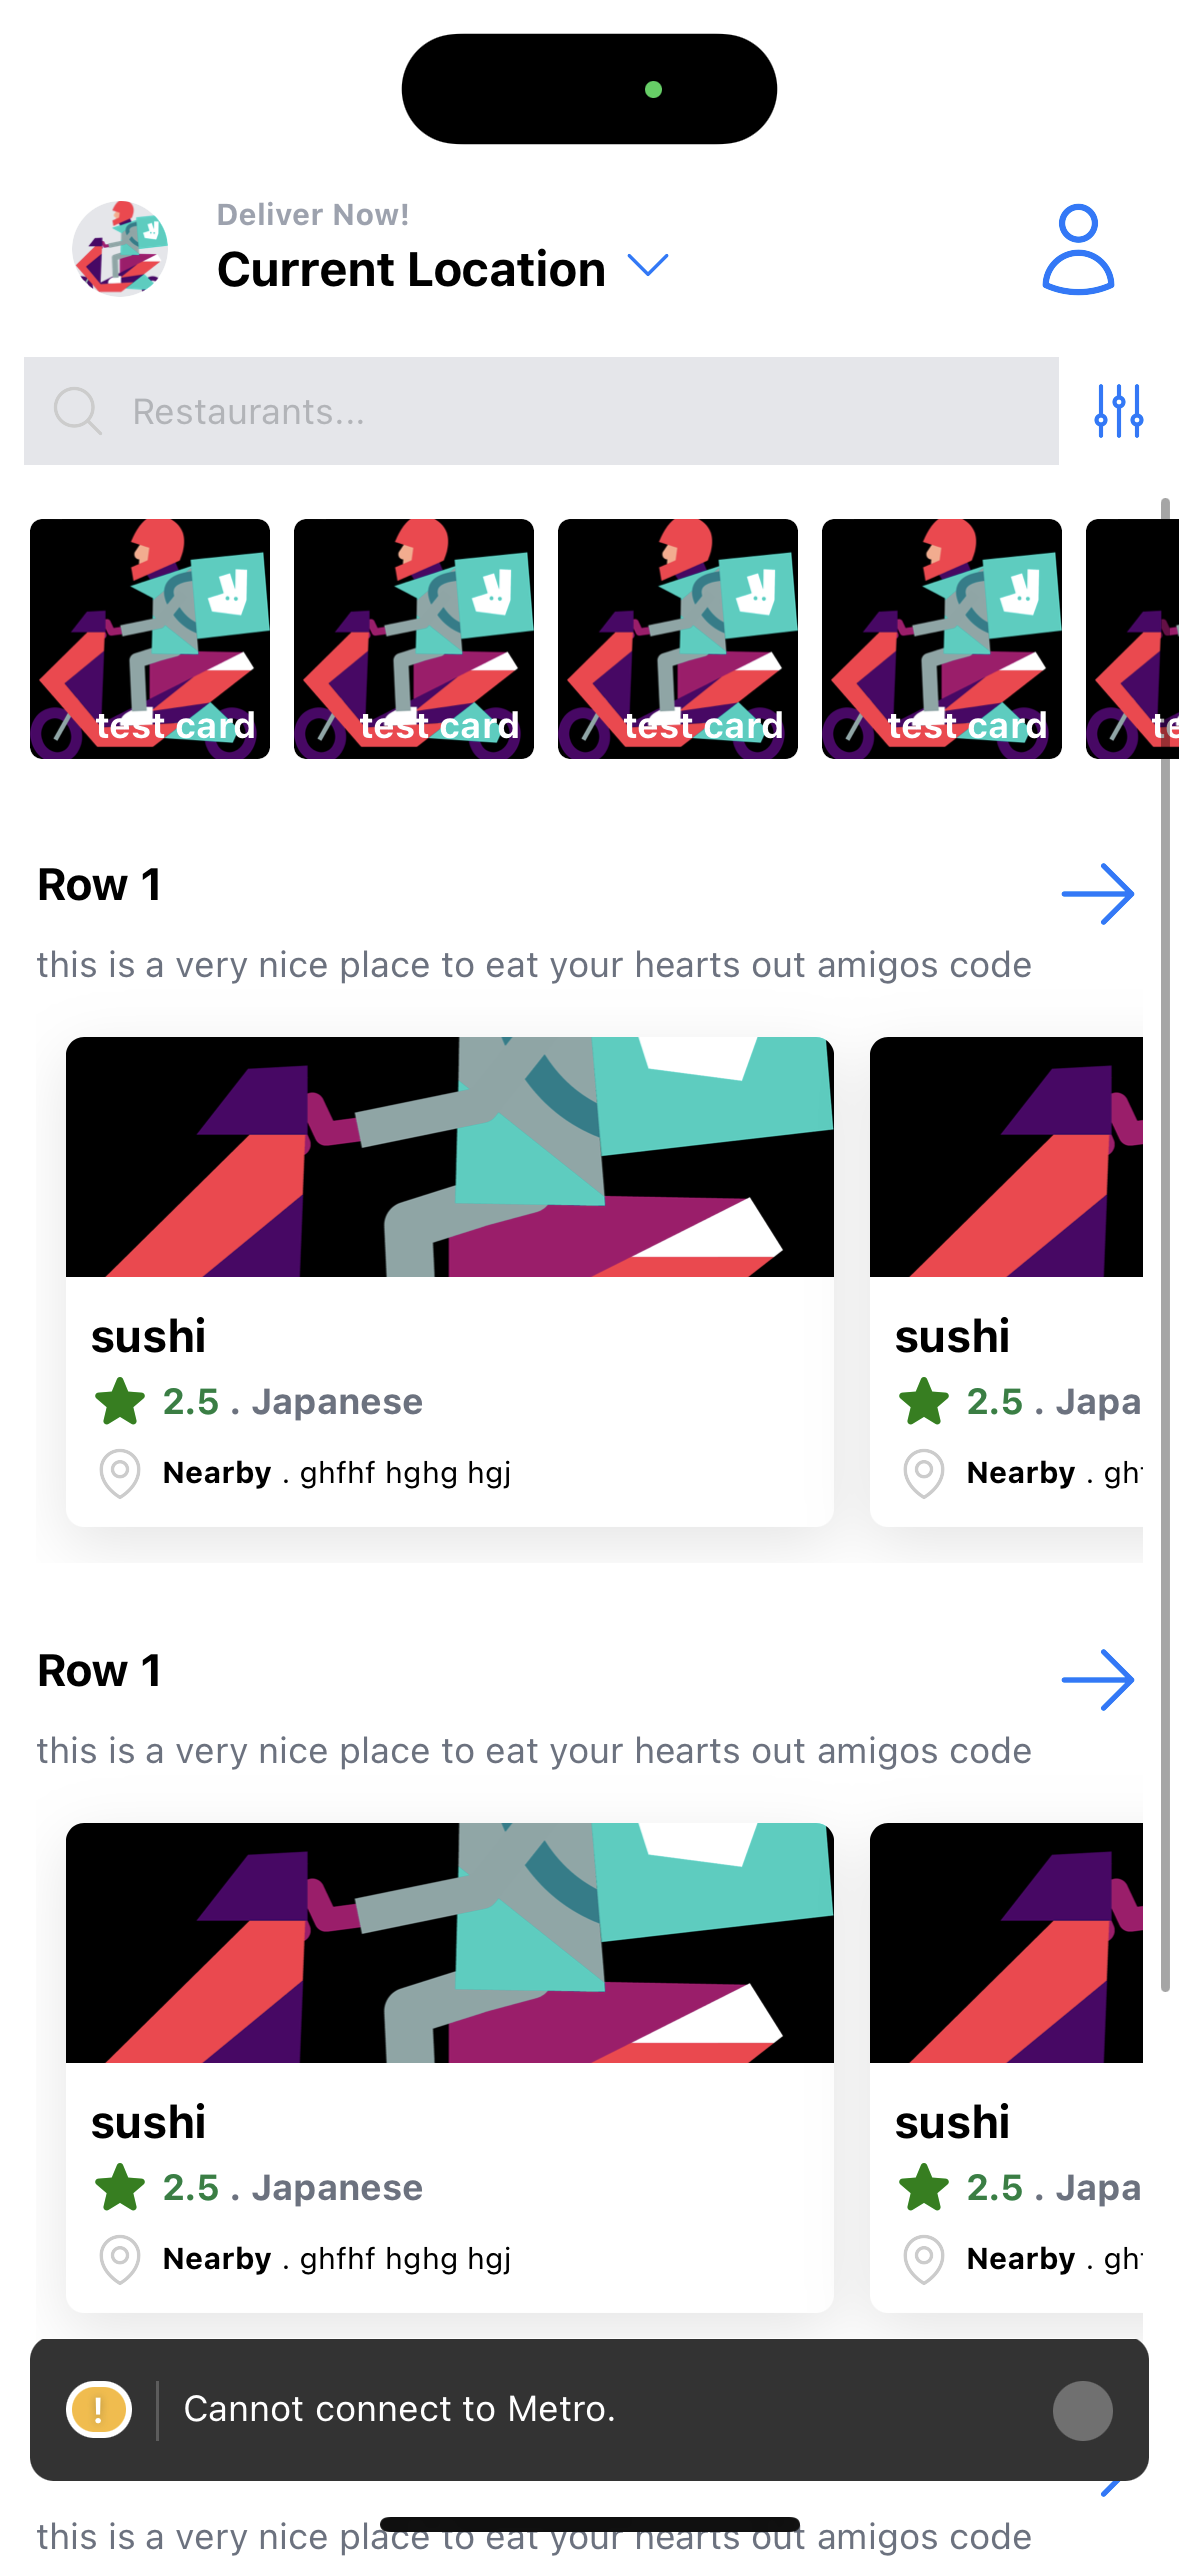 Deliver Now!
Current Location
Restaurants...
test card test card test card test card te
Row 1
this is a very nice place to eat your hearts out amigos code
sushi sushi
2.5 . Japanese 2.5 . Japa
Nearby . ghfhf hghg hgj Nearby . gh
Row 1
this is a very nice place to eat your hearts out amigos code
sushi sushi
2.5 . Japanese 2.5 . Japa
Nearby . ghfhf hghg hgj Nearby . gh
! Cannot connect to Metro.
this is a very nice place to eat your hearts out amigos code